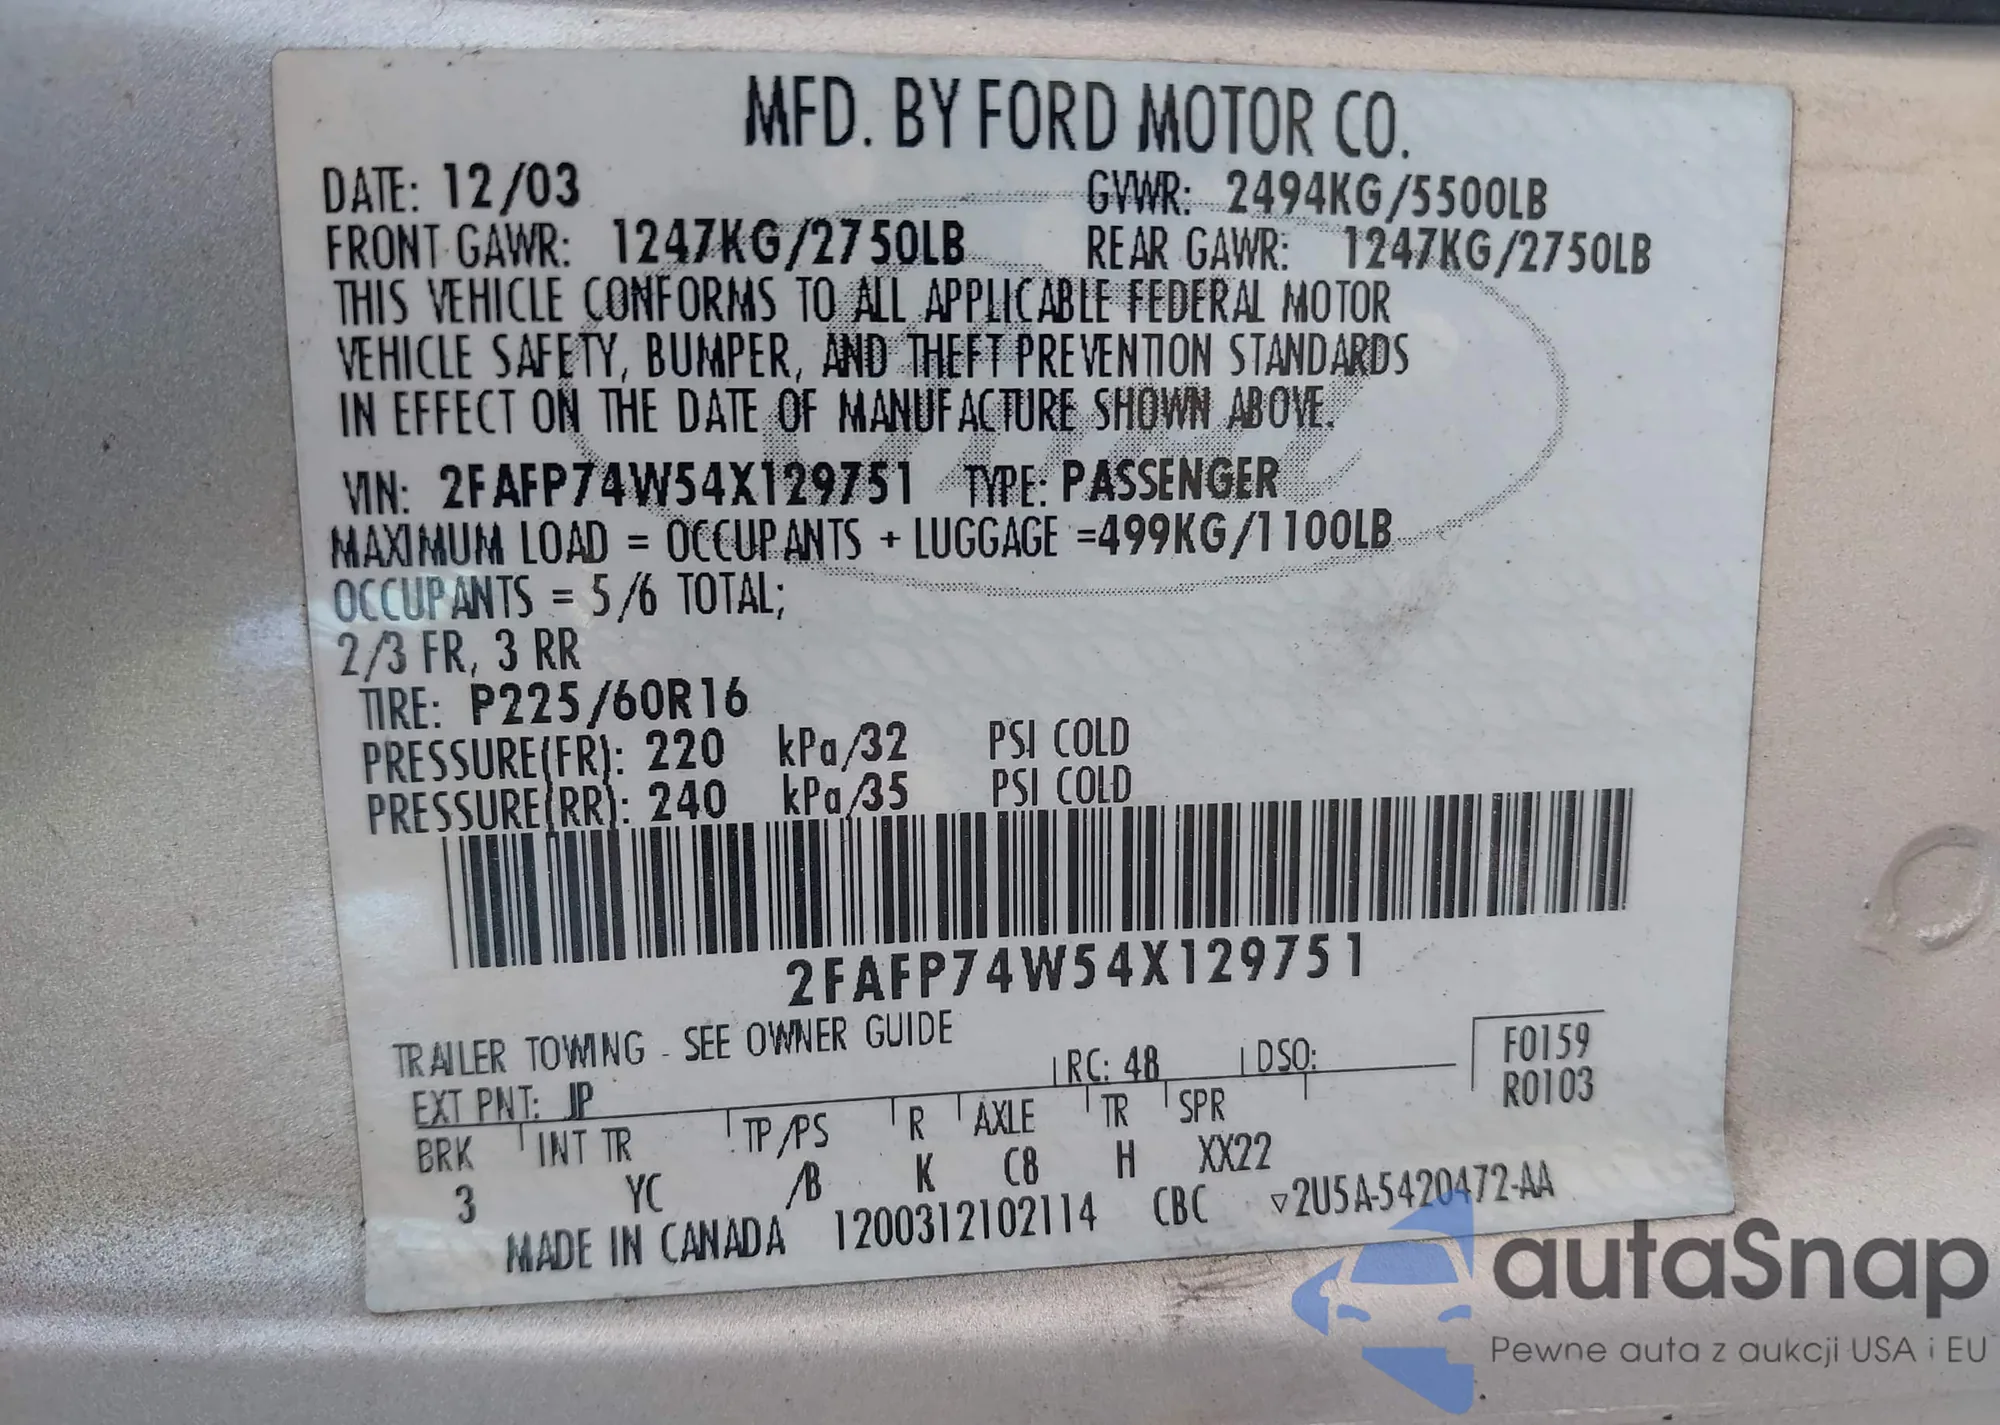 MFD. BY FORD MOTOR CO.
DATE: 12/03 GVWR: 2494KG/5500LB
FRONT GAWR: 1247KG/2750LB REAR GAWR: 1247KG/2750LB
THIS VEHICLE CONFORMS TO ALL APPLICABLE FEDERAL MOTOR
VEHICLE SAFETY, BUMPER, AND THEFT PREVENTION STANDARDS
IN EFFECT ON THE DATE OF MANUFACTURE SHOWN ABOVE.
VIN: 2FAFP74W54X129751 TYPE: PASSENGER
MAXIMUM LOAD = OCCUPANTS + LUGGAGE =499KG/1100LB
OCCUPANTS = 5/6 TOTAL;
2/3 FR, 3 RR
TIRE: P225/60R16
PRESSURE(FR): 220 kPa/32 PSI COLD
PRESSURE(RR): 240 kPa/35 PSI COLD
2FAFP74W54X129751
TRAILER TOWING - SEE OWNER GUIDE
EXT PNT: JP RC: 48 DSO: F0159
R0103
BRK INT TR TP/PS R AXLE TR SPR
3 YC /B K C8 H XX22
MADE IN CANADA 1200312102114 CBC ▿2U5A-5420472-AA
autaSnap
Pewne auta z aukcji USA i EU